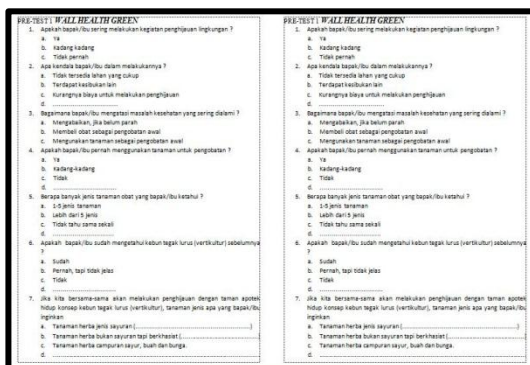 PRE-TEST 1 WALL HEALTH GREEN
1. Apakah bapak/ibu sering melakukan kegiatan penghijauan lingkungan ?
a. Ya
b. Kadang kadang
c. Tidak pernah
2. Apa kendala bapak/ibu dalam melakukannya ?
a. Tidak tersedia lahan yang cukup
b. Terdapat kesibukan lain
c. Kurangnya biaya untuk melakukan penghijauan
d. ..............................
3. Bagaimana bapak/ibu mengatasi masalah kesehatan yang sering dialami ?
a. Mengabaikan, jika belum parah
b. Membeli obat sebagai pengobatan awal
c. Mengunakan tanaman sebagai pengobatan awal
4. Apakah bapak/ibu pernah menggunakan tanaman untuk pengobatan ?
a. Ya
b. Kadang-kadang
c. Tidak
d. ..............................
5. Berapa banyak jenis tanaman obat yang bapak/ibu ketahui ?
a. 1-5 jenis tanaman
b. Lebih dari 5 jenis
c. Tidak tahu sama sekali
d. ..............................
6. Apakah bapak/ibu sudah mengetahui kebun tegak lurus (vertikultur) sebelumnya
?
a. Sudah
b. Pernah, tapi tidak jelas
c. Tidak
d. ..............................
7. Jika kita bersama-sama akan melakukan penghijauan dengan taman apotek
hidup konsep kebun tegak lurus (vertikultur), tanaman jenis apa yang bapak/ibu
inginkan
a. Tanaman herba jenis sayuran (..............................)
b. Tanaman herba bukan sayuran tapi berkhasiat (..............................)
c. Tanaman herba campuran sayur, buah dan bunga.
d. ..............................
PRE-TEST 1 WALL HEALTH GREEN
1. Apakah bapak/ibu sering melakukan kegiatan penghijauan lingkungan ?
a. Ya
b. Kadang kadang
c. Tidak pernah
2. Apa kendala bapak/ibu dalam melakukannya ?
a. Tidak tersedia lahan yang cukup
b. Terdapat kesibukan lain
c. Kurangnya biaya untuk melakukan penghijauan
d. ..............................
3. Bagaimana bapak/ibu mengatasi masalah kesehatan yang sering dialami ?
a. Mengabaikan, jika belum parah
b. Membeli obat sebagai pengobatan awal
c. Mengunakan tanaman sebagai pengobatan awal
4. Apakah bapak/ibu pernah menggunakan tanaman untuk pengobatan ?
a. Ya
b. Kadang-kadang
c. Tidak
d. ..............................
5. Berapa banyak jenis tanaman obat yang bapak/ibu ketahui ?
a. 1-5 jenis tanaman
b. Lebih dari 5 jenis
c. Tidak tahu sama sekali
d. ..............................
6. Apakah bapak/ibu sudah mengetahui kebun tegak lurus (vertikultur) sebelumnya
?
a. Sudah
b. Pernah, tapi tidak jelas
c. Tidak
d. ..............................
7. Jika kita bersama-sama akan melakukan penghijauan dengan taman apotek
hidup konsep kebun tegak lurus (vertikultur), tanaman jenis apa yang bapak/ibu
inginkan
a. Tanaman herba jenis sayuran (..............................)
b. Tanaman herba bukan sayuran tapi berkhasiat (..............................)
c. Tanaman herba campuran sayur, buah dan bunga.
d. ..............................